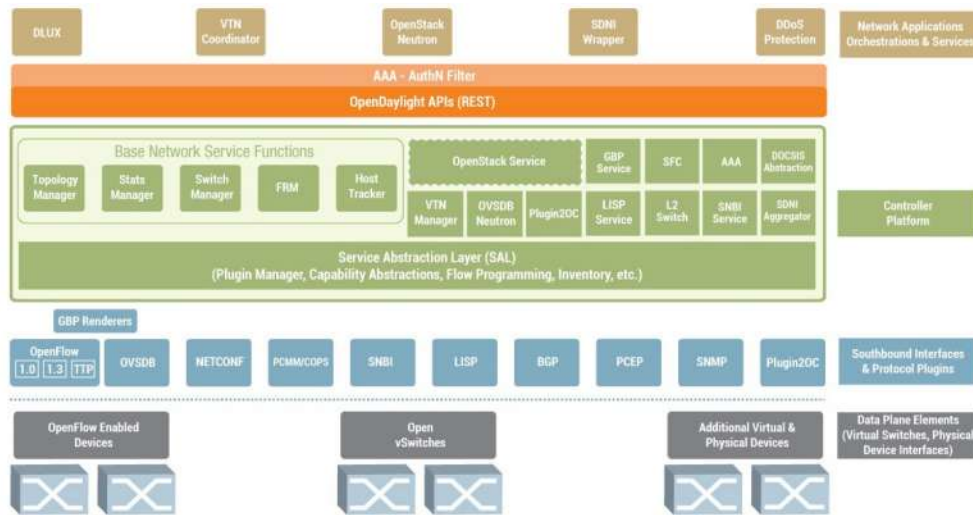 DLUX
VTN
Coordinator
OpenStack
Neutron
SDNI
Wrapper
DDoS
Protection
Network Applications
Orchestrations & Services
AAA - AuthN Filter
OpenDaylight APIs (REST)
Base Network Service Functions
Topology
Manager
Stats
Manager
Switch
Manager
FRM
Host
Tracker
OpenStack Service
GBP
Service
SFC
AAA
DOCSIS
Abstraction
VTN
Manager
OVSDB
Neutron
Plugin2OC
LISP
Service
L2
Switch
SNBI
Service
SDNI
Aggregator
Controller
Platform
Service Abstraction Layer (SAL)
(Plugin Manager, Capability Abstractions, Flow Programming, Inventory, etc.)
GBP Renderers
OpenFlow
1.0 1.3 TTP
OVSDB
NETCONF
PCMM/COPS
SNBI
LISP
BGP
PCEP
SNMP
Plugin2OC
Southbound Interfaces
& Protocol Plugins
OpenFlow Enabled
Devices
Open
vSwitches
Additional Virtual &
Physical Devices
Data Plane Elements
(Virtual Switches, Physical
Device Interfaces)